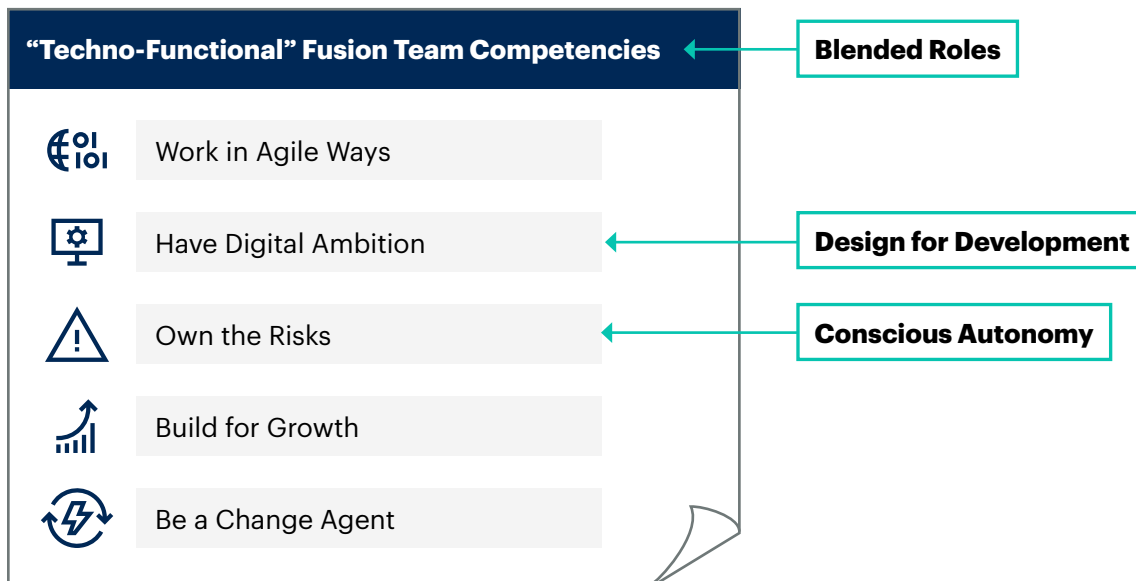 “Techno-Functional” Fusion Team Competencies
Blended Roles
Work in Agile Ways
Have Digital Ambition
Design for Development
Own the Risks
Conscious Autonomy
Build for Growth
Be a Change Agent